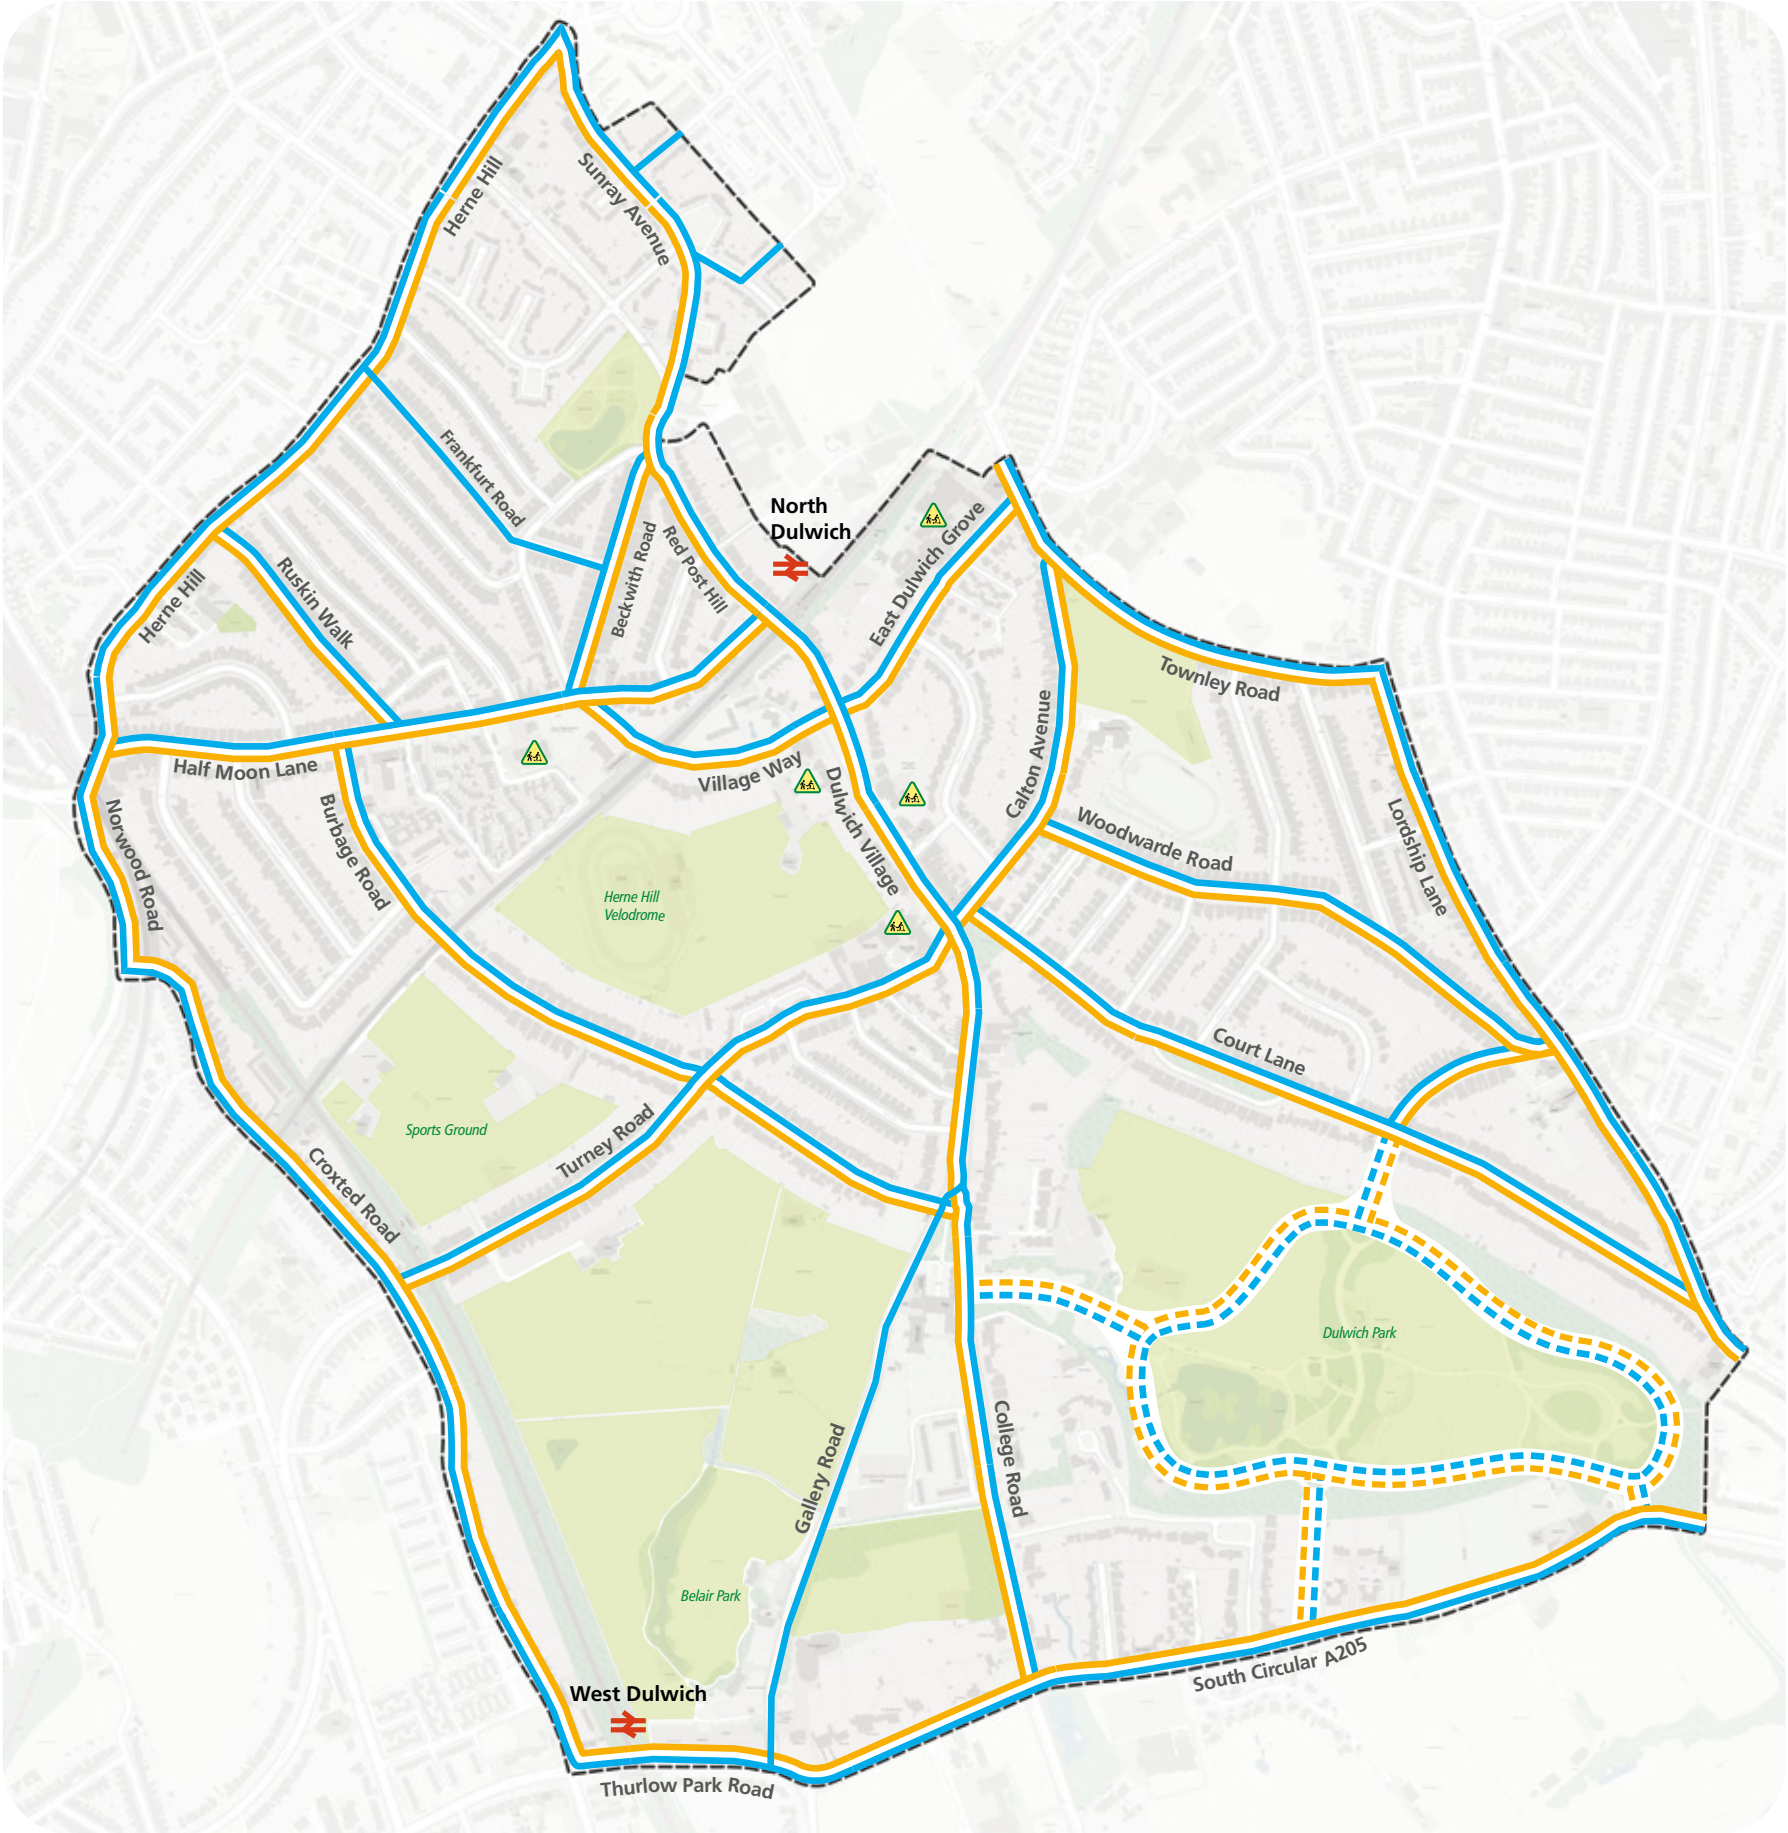 Herne Hill
Sunray Avenue
Frankfurt Road
North
Dulwich
Beckwith Road
Red Post Hill
East Dulwich Grove
Ruskin Walk
Herne Hill
Townley Road
Calton Avenue
Half Moon Lane
Village Way
Norwood Road
Burbage Road
Dulwich Village
Woodwarde Road
Lordship Lane
Herne Hill
Velodrome
Court Lane
Sports Ground
Turney Road
Croxted Road
Dulwich Park
College Road
Gallery Road
Belair Park
South Circular A205
West Dulwich
Thurlow Park Road